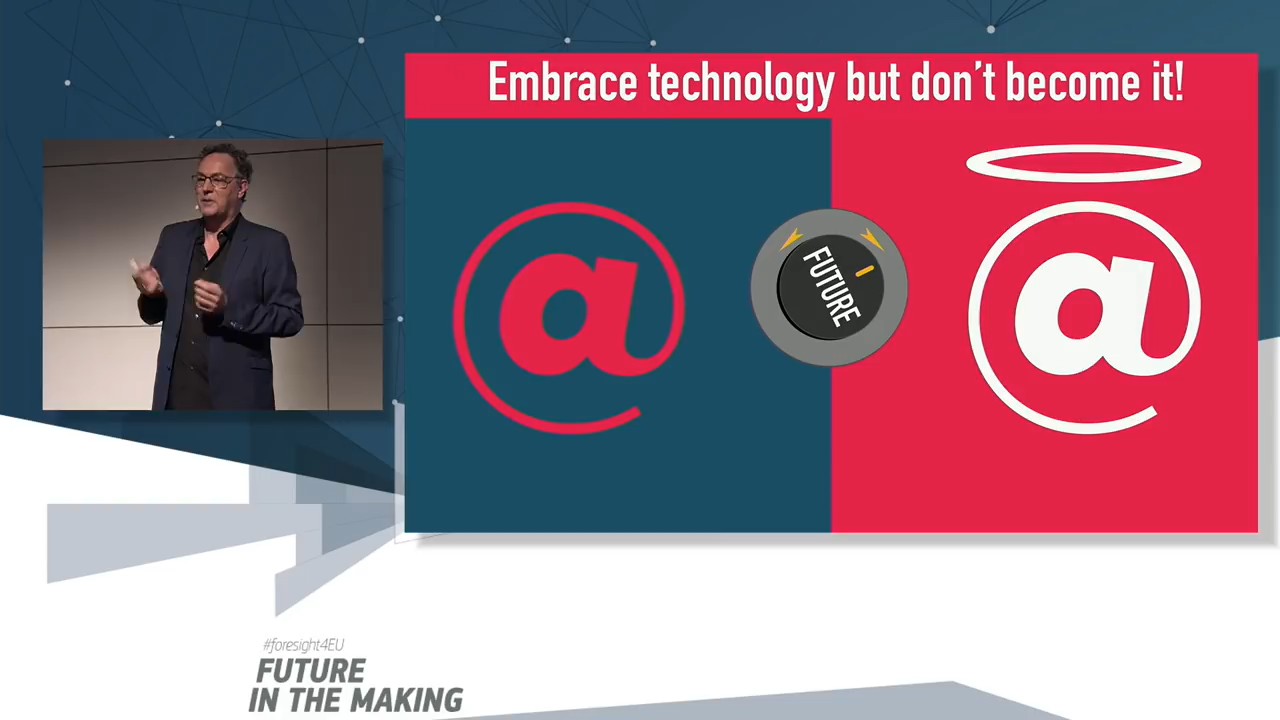 Embrace technology but don't become it!
@
FUTURE
@
#foresight4EU
FUTURE
IN THE MAKING